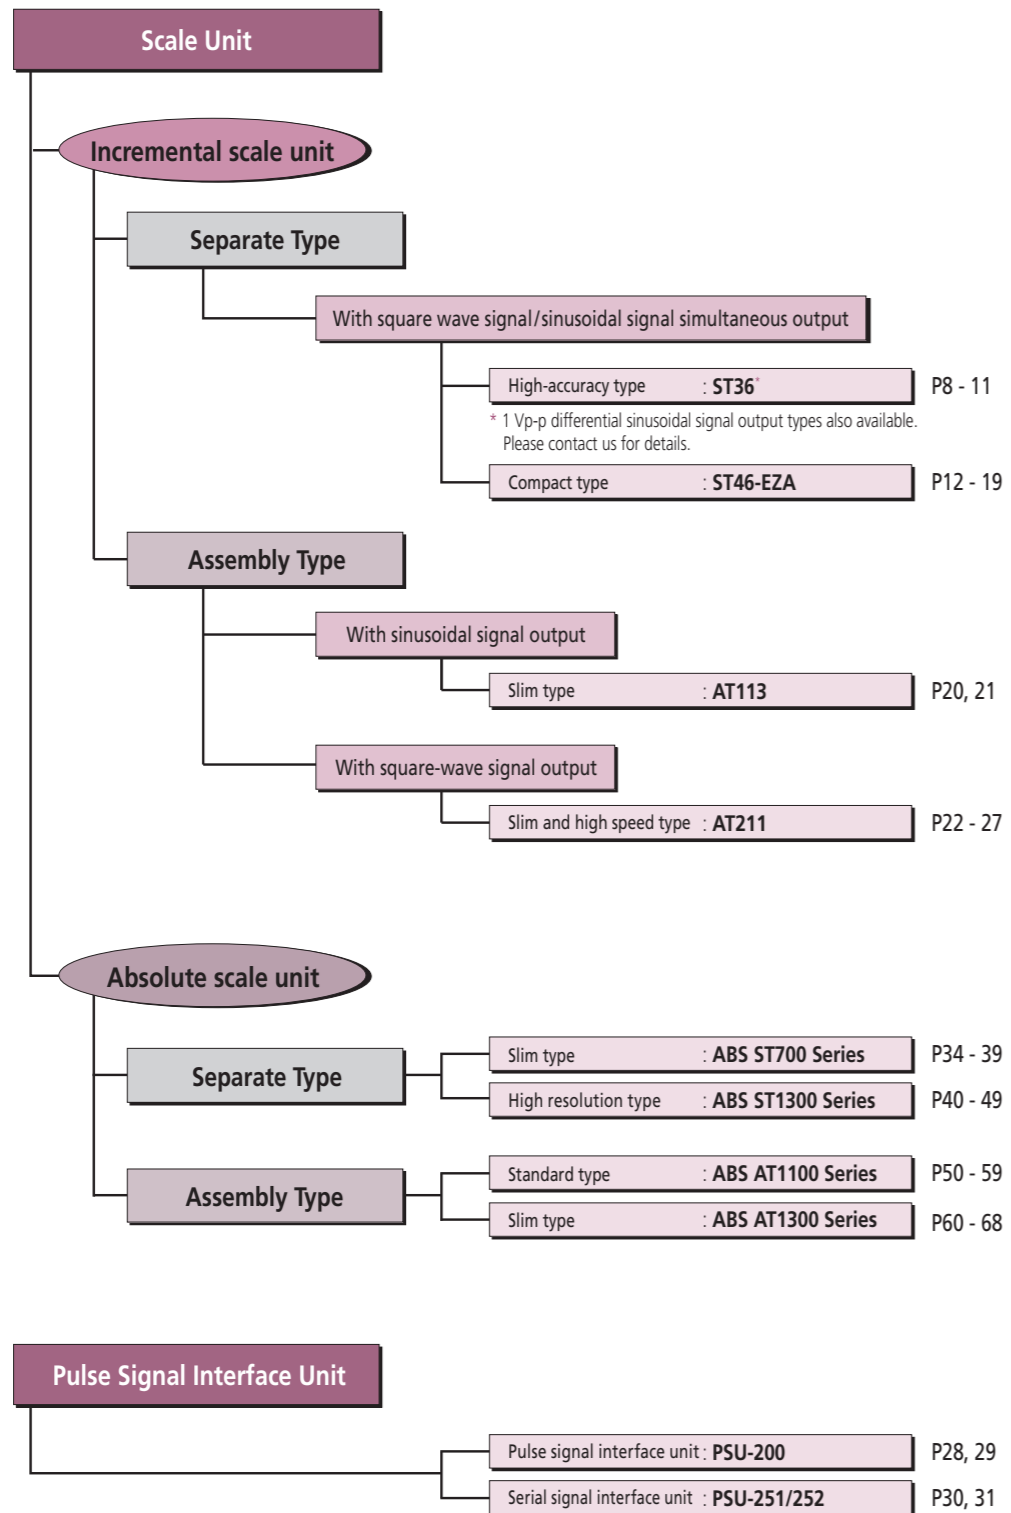 Scale Unit
Incremental scale unit
Separate Type
With square wave signal/sinusoidal signal simultaneous output
High-accuracy type : ST36* P8 - 11
* 1 Vp-p differential sinusoidal signal output types also available.
Please contact us for details.
Compact type : ST46-EZA P12 - 19
Assembly Type
With sinusoidal signal output
Slim type : AT113 P20, 21
With square-wave signal output
Slim and high speed type : AT211 P22 - 27
Absolute scale unit
Separate Type
Slim type : ABS ST700 Series P34 - 39
High resolution type : ABS ST1300 Series P40 - 49
Assembly Type
Standard type : ABS AT1100 Series P50 - 59
Slim type : ABS AT1300 Series P60 - 68
Pulse Signal Interface Unit
Pulse signal interface unit : PSU-200 P28, 29
Serial signal interface unit : PSU-251/252 P30, 31